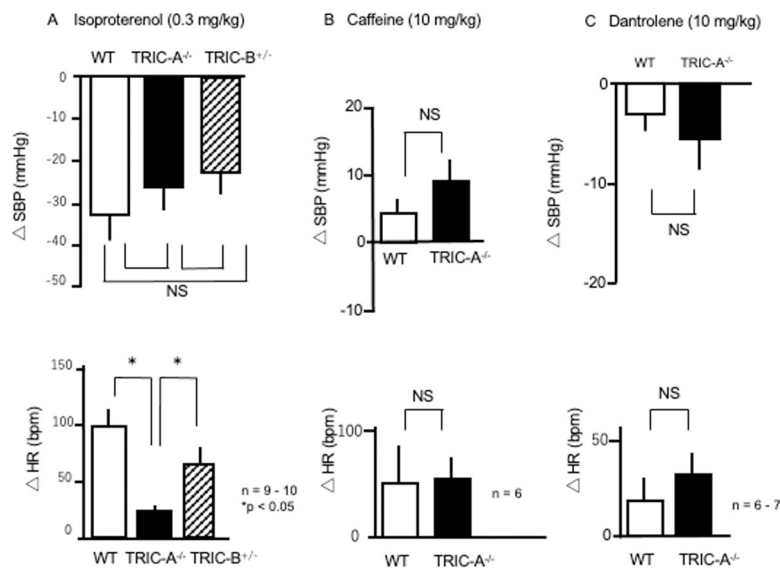 A Isoproterenol (0.3 mg/kg)
WT TRIC-A-/- TRIC-B+/-
0
-10
-20
-30
-40
-50
△ SBP (mmHg)
NS
B Caffeine (10 mg/kg)
20
10
0
-10
△ SBP (mmHg)
NS
WT TRIC-A-/-
C Dantrolene (10 mg/kg)
WT TRIC-A-/-
0
-10
-20
△ SBP (mmHg)
NS
150
100
50
0
△ HR (bpm)
* *
n = 9 - 10
*p < 0.05
WT TRIC-A-/- TRIC-B+/-
100
0
△ HR (bpm)
NS
n = 6
WT TRIC-A-/-
50
0
△ HR (bpm)
NS
n = 6 - 7
WT TRIC-A-/-